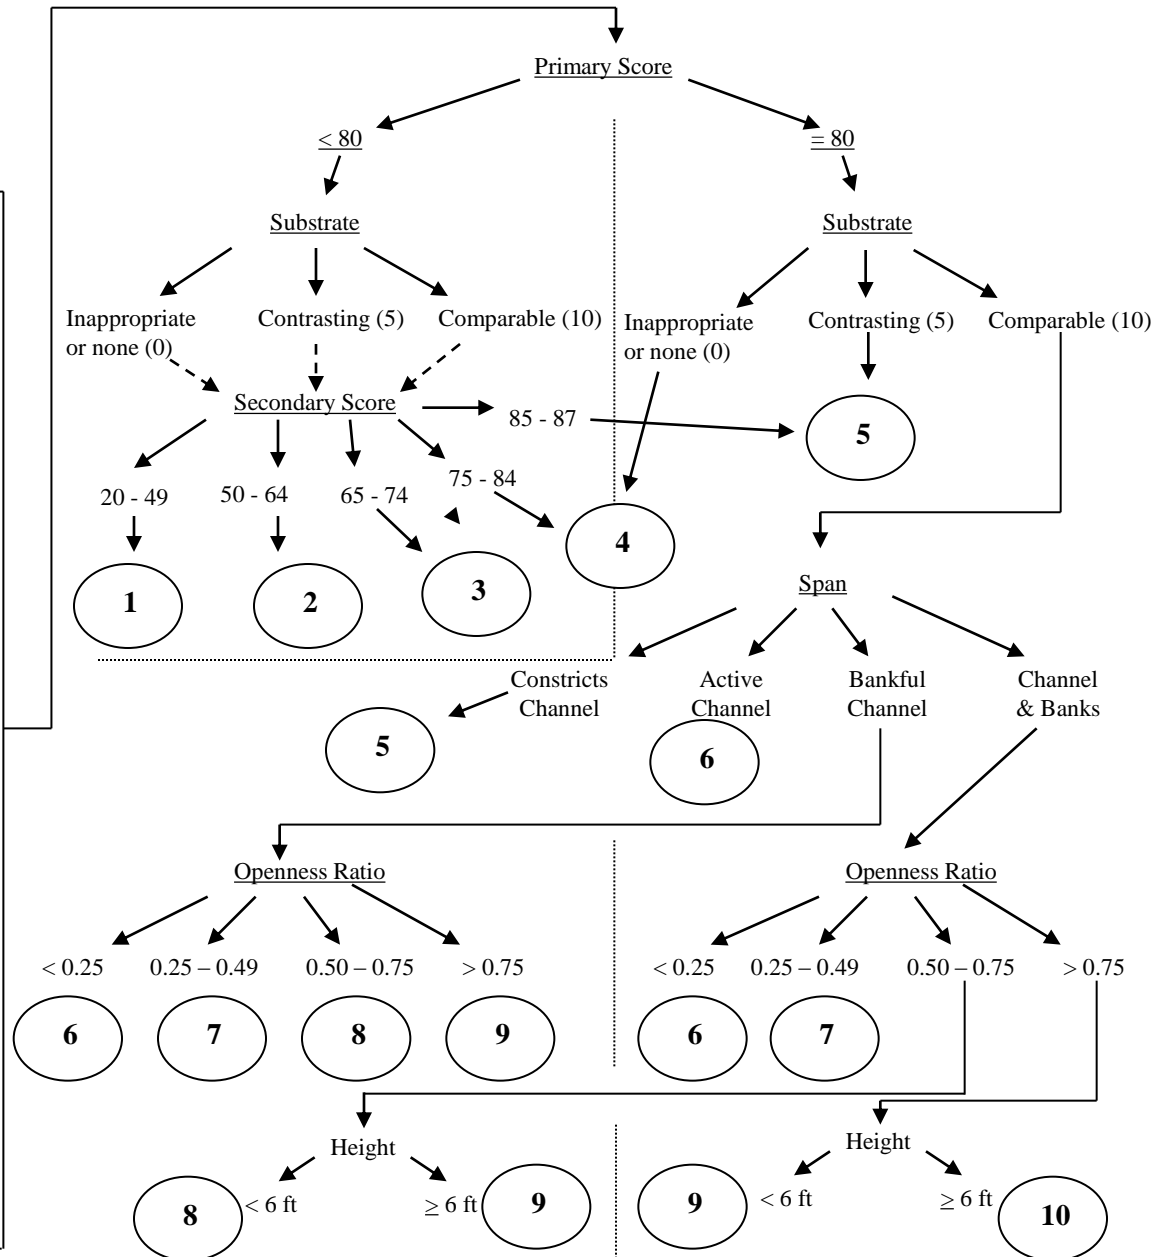 Primary Score
< 80
= 80
Substrate
Substrate
Inappropriate
or none (0)
Contrasting (5)
Comparable (10)
Inappropriate
or none (0)
Contrasting (5)
Comparable (10)
Secondary Score
85 - 87
5
20 - 49
50 - 64
65 - 74
75 - 84
1
2
3
4
Span
Constricts
Channel
Active
Channel
Bankful
Channel
Channel
& Banks
5
6
Openness Ratio
Openness Ratio
< 0.25
0.25 – 0.49
0.50 – 0.75
> 0.75
< 0.25
0.25 – 0.49
0.50 – 0.75
> 0.75
6
7
8
9
6
7
Height
Height
8
< 6 ft
≥ 6 ft
9
9
< 6 ft
≥ 6 ft
10